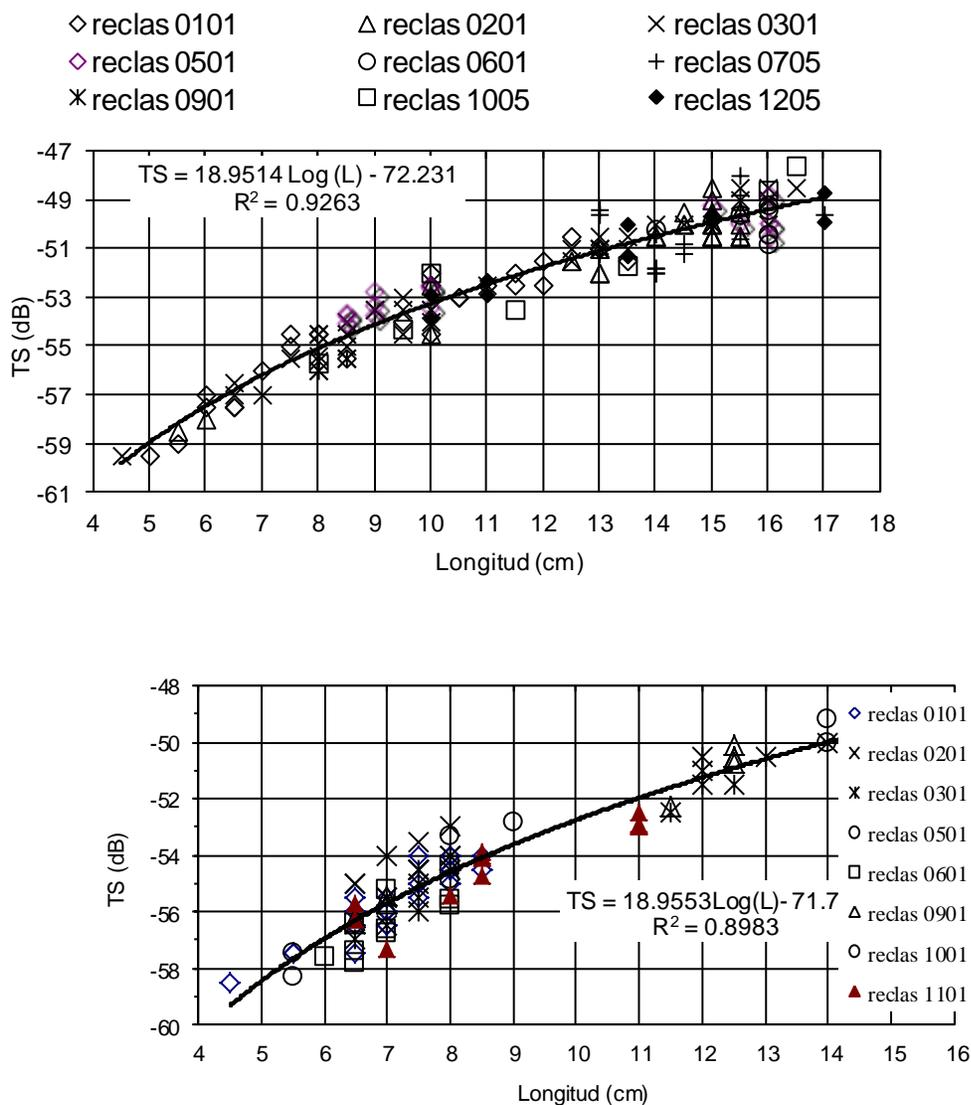 reclas 0101 reclas 0201 reclas 0301
reclas 0501 reclas 0601 reclas 0705
reclas 0901 reclas 1005 reclas 1205
-47
-49
-51
-53
-55
-57
-59
-61
TS (dB)
TS = 18.9514 Log (L) - 72.231
R² = 0.9263
4 5 6 7 8 9 10 11 12 13 14 15 16 17 18
Longitud (cm)
-48
-50
-52
-54
-56
-58
-60
TS (dB)
TS = 18.9553Log(L)- 71.7
R² = 0.8983
reclas 0101
reclas 0201
reclas 0301
reclas 0501
reclas 0601
reclas 0901
reclas 1001
reclas 1101
4 5 6 7 8 9 10 11 12 13 14 15 16
Longitud (cm)